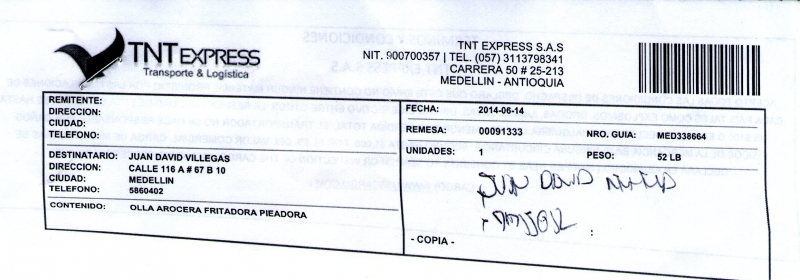 TNT EXPRESS
Transporte & Logística
TNT EXPRESS S.A.S
NIT. 900700357 | TEL. (057) 3113798341
CARRERA 50 # 25-213
MEDELLIN - ANTIOQUIA
REMITENTE:
DIRECCION:
CIUDAD:
TELEFONO:
DESTINATARIO: JUAN DAVID VILLEGAS
DIRECCION: CALLE 116 A # 67 B 10
CIUDAD: MEDELLIN
TELEFONO: 5860402
CONTENIDO: OLLA AROCERA FRITADORA PIEADORA
FECHA: 2014-06-14
REMESA: 00091333 NRO. GUIA: MED338664
UNIDADES: 1 PESO: 52 LB
JUAN DAVID
- COPIA -